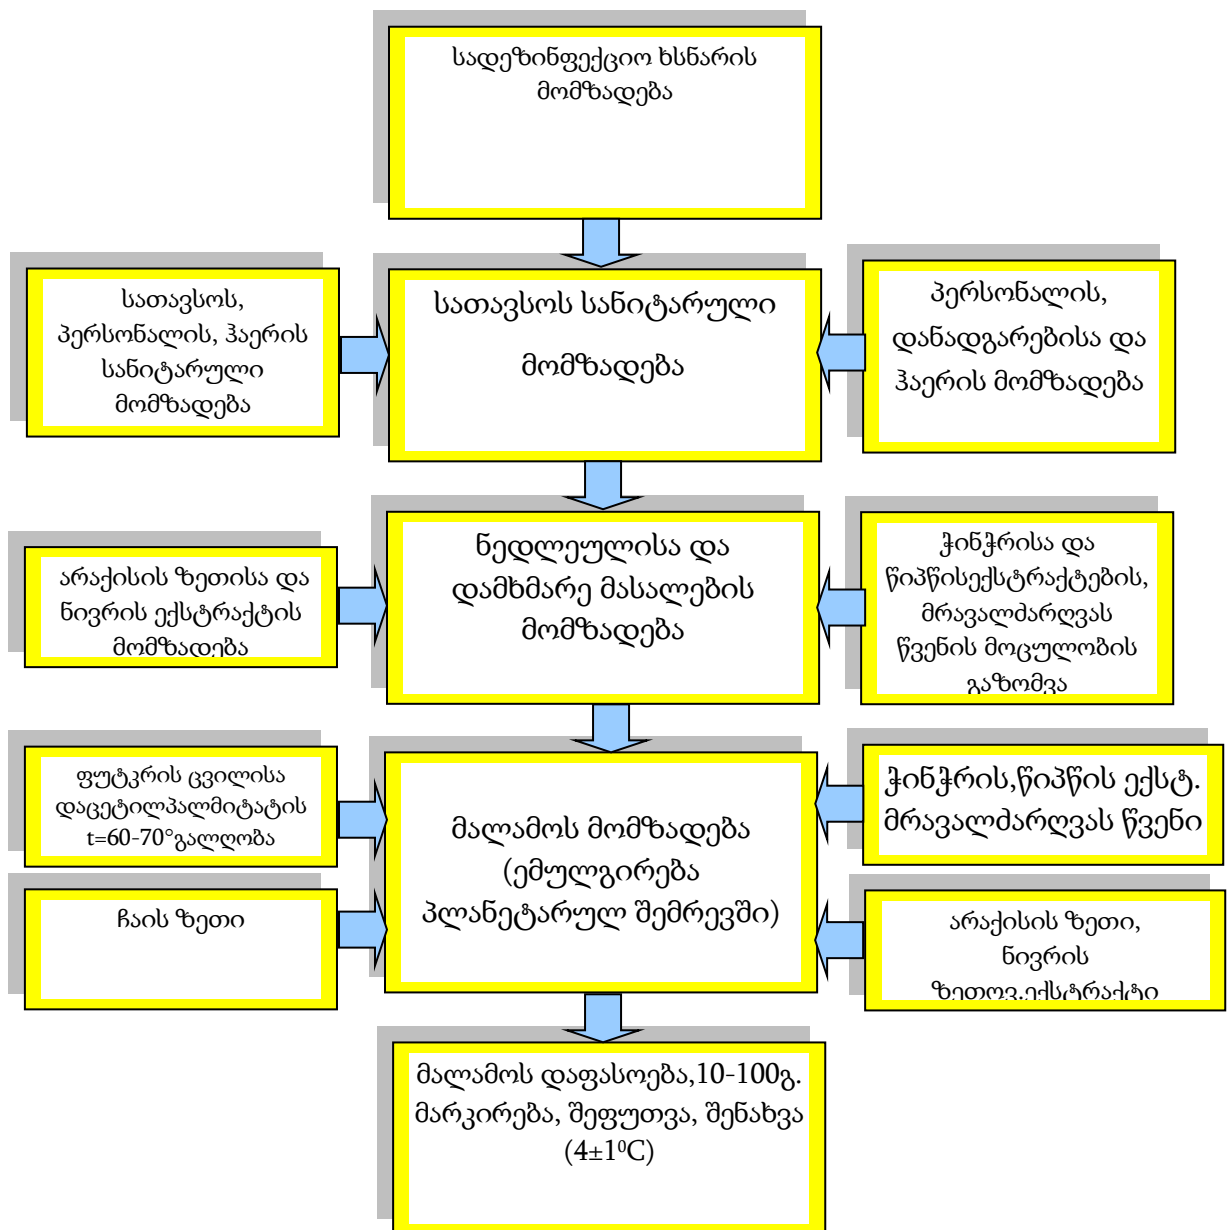 სადეზინფექციო ხსნარის
მომზადება
სათავსოს,
პერსონალის, ჰაერის
სანიტარული
მომზადება
სათავსოს სანიტარული
მომზადება
პერსონალის,
დანადგარებისა და
ჰაერის მომზადება
არაქისის ზეთისა და
ნივრის ექსტრაქტის
მომზადება
ნედლეულისა და
დამხმარე მასალების
მომზადება
ჭინჭრისა და
წიპწისექსტრაქტების,
მრავალძარღვას
წვენის მოცულობის
გაზომვა
ფუტკრის ცვილისა
დაცეტილპალმიტატის
t=60-70°გალღობა
ჩაის ზეთი
მალამოს მომზადება
(ემულგირება
პლანეტარულ შემრევში)
ჭინჭრის,წიპწის ექსტ.
მრავალძარღვას წვენი
არაქისის ზეთი,
ნივრის
ზეთოვ.ექსტრაქტი
მალამოს დაფასოება,10-100გ.
მარკირება, შეფუთვა, შენახვა
(4±1⁰C)